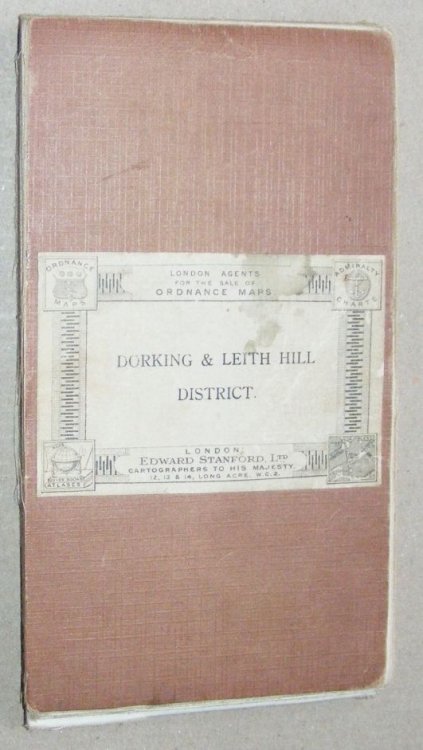 ORDNANCE
MAPS
LONDON AGENTS
FOR THE SALE OF
ORDNANCE MAPS
ADMIRALTY
CHARTS
DORKING & LEITH HILL
DISTRICT.
ATLASES
LONDON:
EDWARD STANFORD, LTD
CARTOGRAPHERS TO HIS MAJESTY.
12, 13 & 14, LONG ACRE, W.C.2.